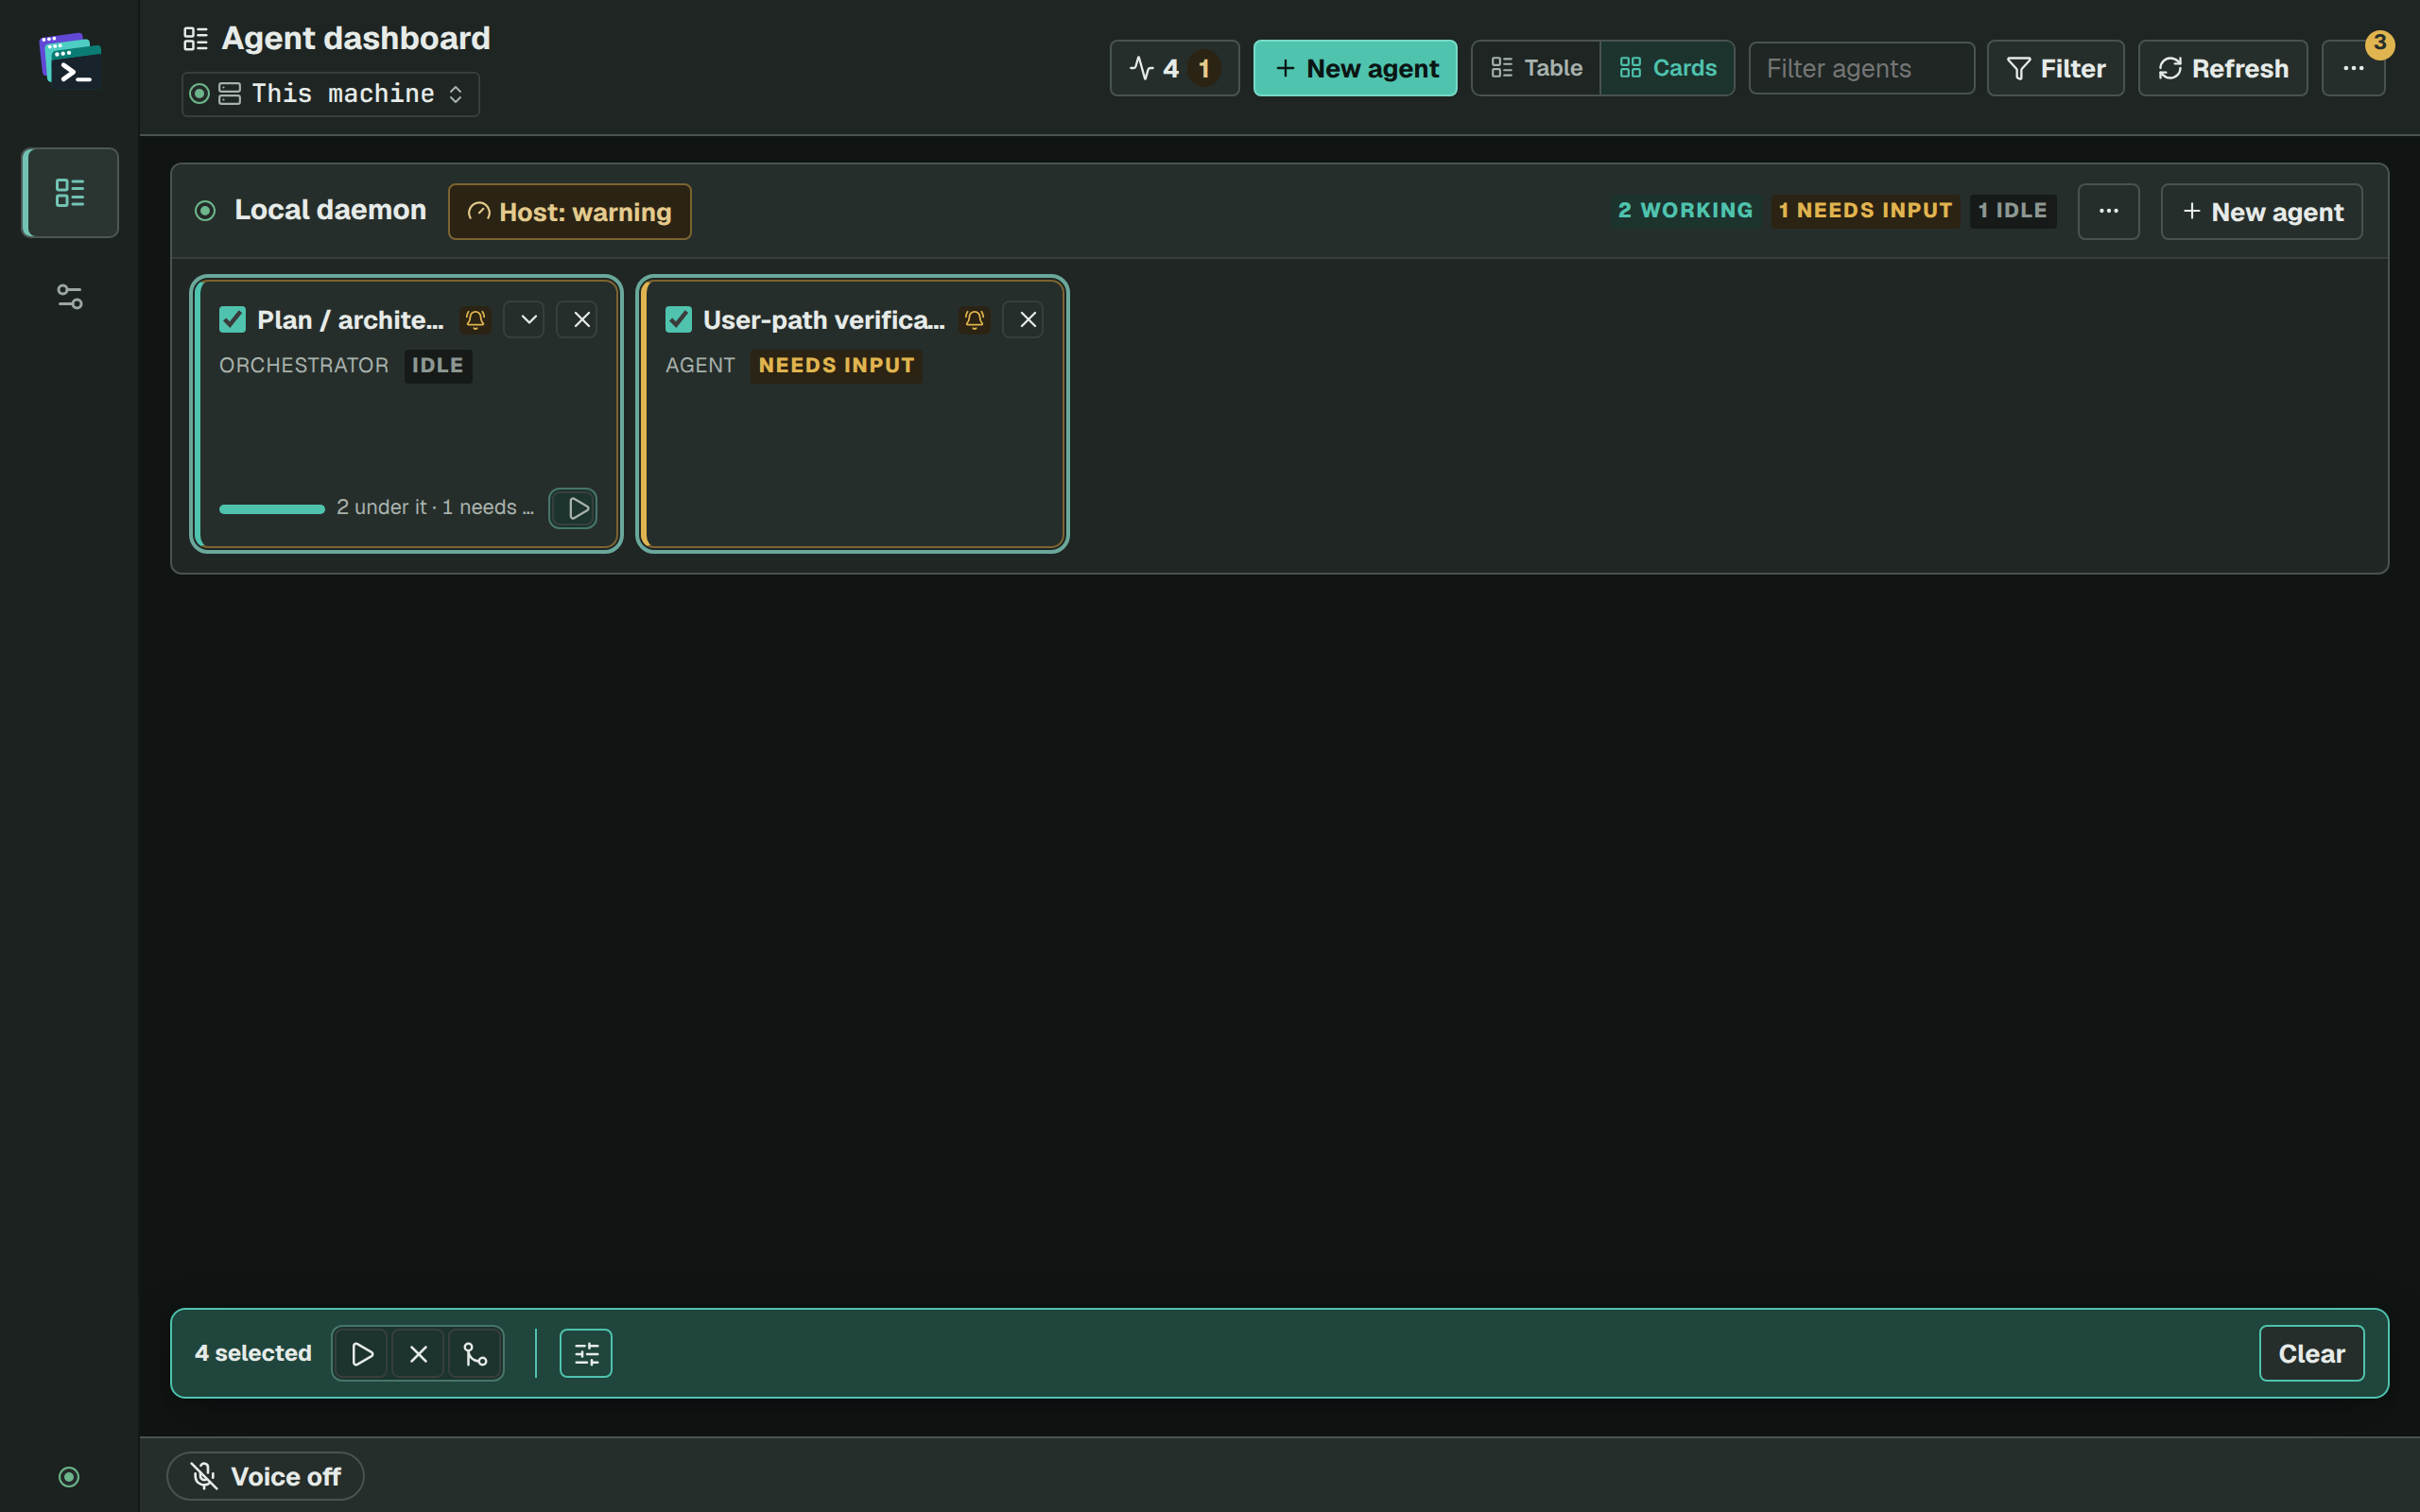 Agent dashboard
This machine
4 1
+ New agent
Table
Cards
Filter agents
Filter
Refresh
3
Local daemon
Host: warning
2 WORKING
1 NEEDS INPUT
1 IDLE
+ New agent
Plan / archite...
ORCHESTRATOR IDLE
2 under it · 1 needs ...
User-path verifica...
AGENT NEEDS INPUT
4 selected
Clear
Voice off